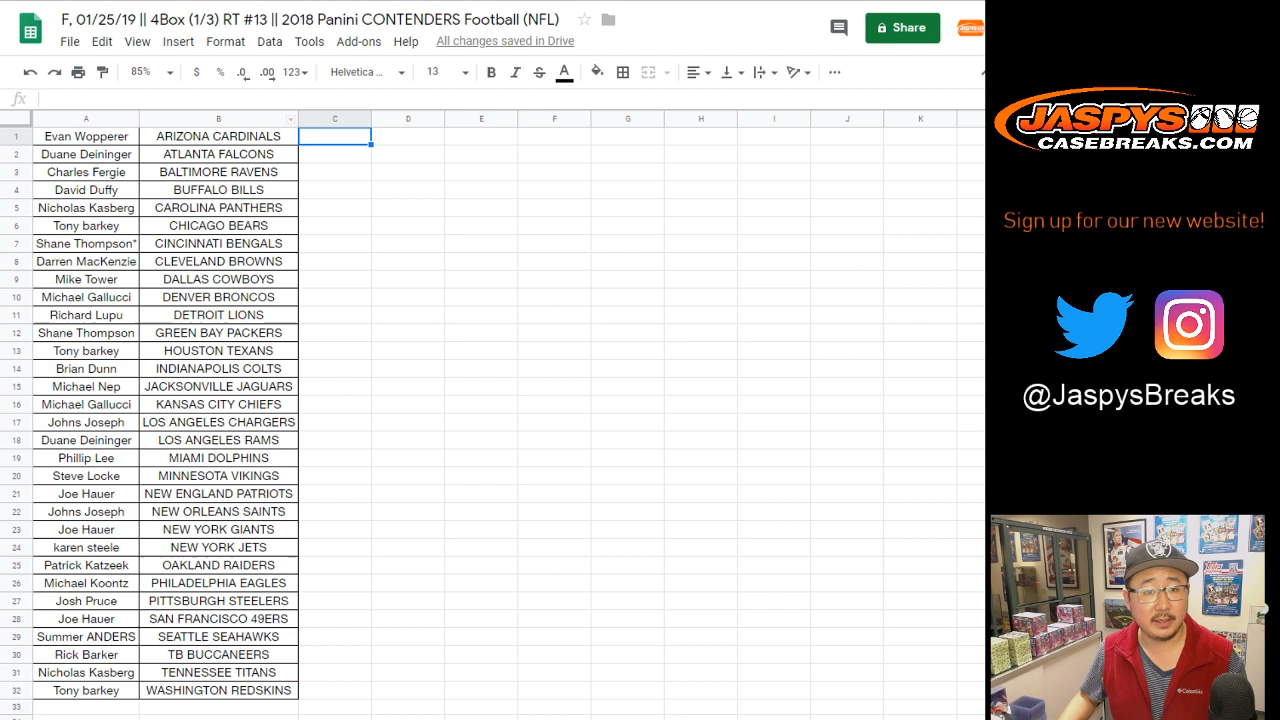 F, 01/25/19 || 4Box (1/3) RT #13 || 2018 Panini CONTENDERS Football (NFL)
File Edit View Insert Format Data Tools Add-ons Help All changes saved in Drive
Share
85% $ % .0 .00 123 Helvetica ... 13 B I S A
fx
A B C D E F G H I J K
1 Evan Wopperer ARIZONA CARDINALS
2 Duane Deininger ATLANTA FALCONS
3 Charles Fergie BALTIMORE RAVENS
4 David Duffy BUFFALO BILLS
5 Nicholas Kasberg CAROLINA PANTHERS
6 Tony barkey CHICAGO BEARS
7 Shane Thompson* CINCINNATI BENGALS
8 Darren MacKenzie CLEVELAND BROWNS
9 Mike Tower DALLAS COWBOYS
10 Michael Gallucci DENVER BRONCOS
11 Richard Lupu DETROIT LIONS
12 Shane Thompson GREEN BAY PACKERS
13 Tony barkey HOUSTON TEXANS
14 Brian Dunn INDIANAPOLIS COLTS
15 Michael Nep JACKSONVILLE JAGUARS
16 Michael Gallucci KANSAS CITY CHIEFS
17 Johns Joseph LOS ANGELES CHARGERS
18 Duane Deininger LOS ANGELES RAMS
19 Phillip Lee MIAMI DOLPHINS
20 Steve Locke MINNESOTA VIKINGS
21 Joe Hauer NEW ENGLAND PATRIOTS
22 Johns Joseph NEW ORLEANS SAINTS
23 Joe Hauer NEW YORK GIANTS
24 karen steele NEW YORK JETS
25 Patrick Katzeek OAKLAND RAIDERS
26 Michael Koontz PHILADELPHIA EAGLES
27 Josh Pruce PITTSBURGH STEELERS
28 Joe Hauer SAN FRANCISCO 49ERS
29 Summer ANDERS SEATTLE SEAHAWKS
30 Rick Barker TB BUCCANEERS
31 Nicholas Kasberg TENNESSEE TITANS
32 Tony barkey WASHINGTON REDSKINS
33
JASPYS
CASEBREAKS.COM
Sign up for our new website!
@JaspysBreaks
Columbia